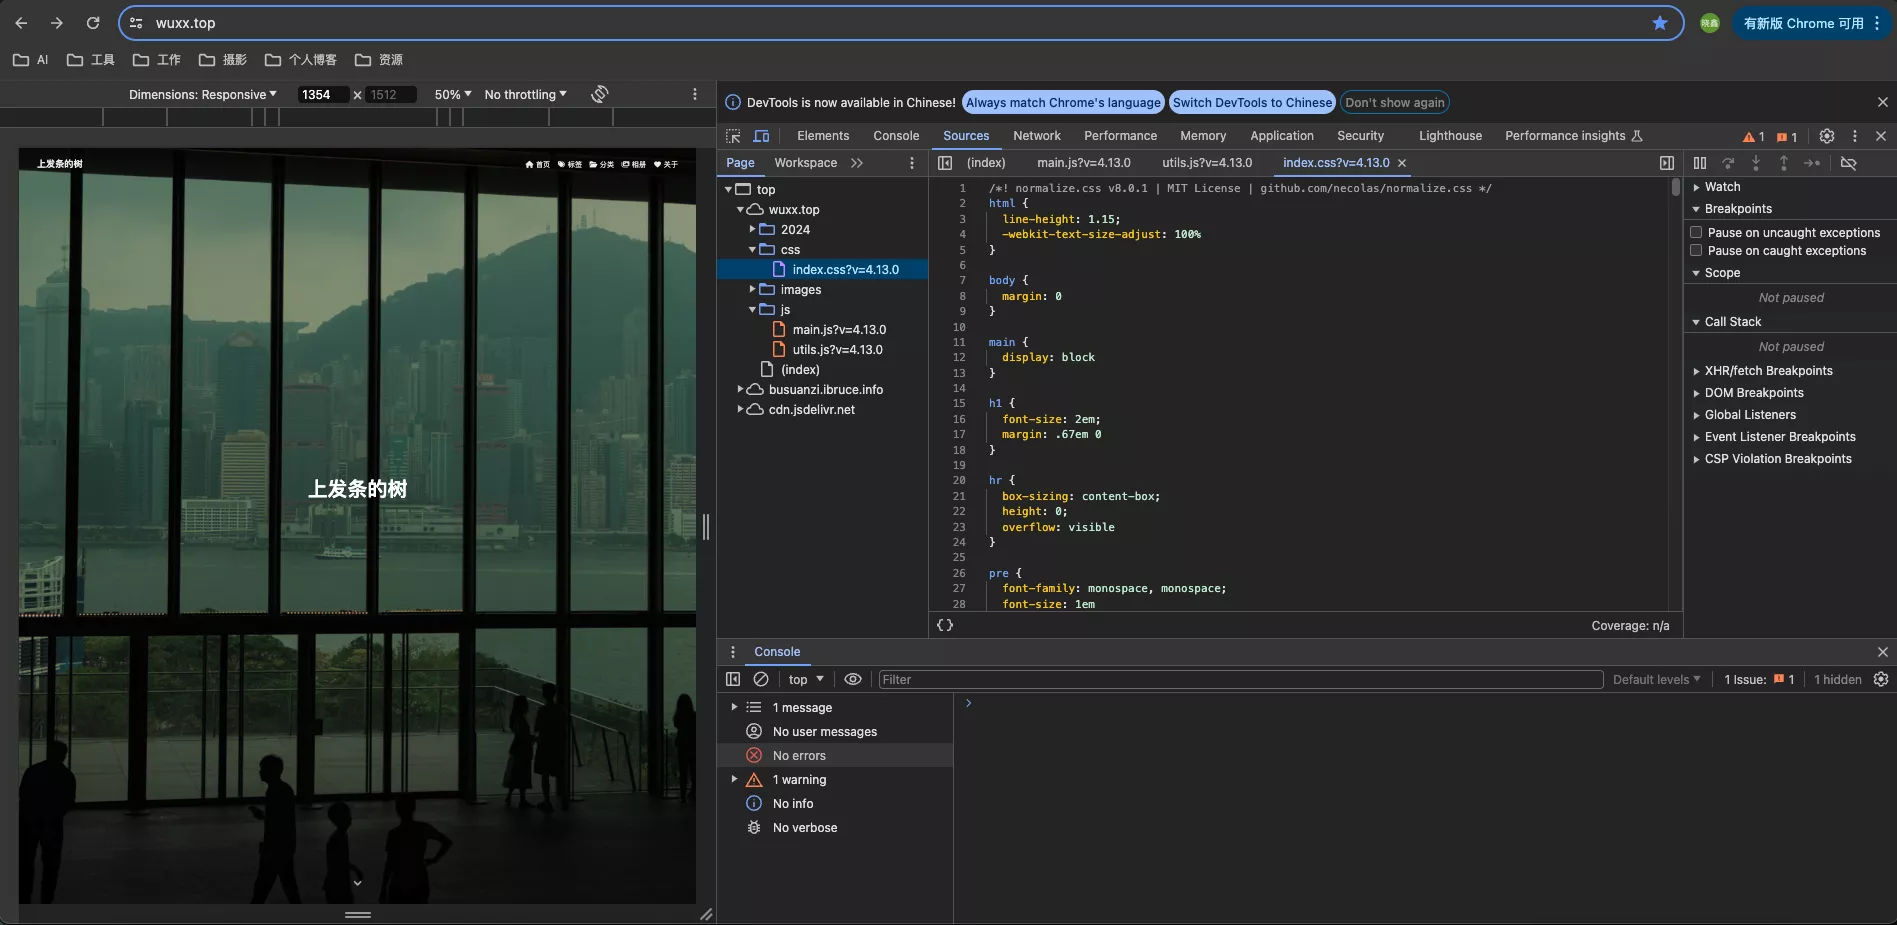 wuxx.top
晓鑫
有新版 Chrome 可用
AI 工具 工作 摄影 个人博客 资源
Dimensions: Responsive 1354 × 1512 50% No throttling
DevTools is now available in Chinese! Always match Chrome's language Switch DevTools to Chinese Don't show again
Elements Console Sources Network Performance Memory Application Security Lighthouse Performance insights 1 1
Page Workspace
(index) main.js?v=4.13.0 utils.js?v=4.13.0 index.css?v=4.13.0
上发条的树 首页 标签 分类 相册 关于
上发条的树
top
wuxx.top
2024
css
index.css?v=4.13.0
images
js
main.js?v=4.13.0
utils.js?v=4.13.0
(index)
busuanzi.ibruce.info
cdn.jsdelivr.net
1 /*! normalize.css v8.0.1 | MIT License | github.com/necolas/normalize.css */
2 html {
3 line-height: 1.15;
4 -webkit-text-size-adjust: 100%
5 }
6
7 body {
8 margin: 0
9 }
10
11 main {
12 display: block
13 }
14
15 h1 {
16 font-size: 2em;
17 margin: .67em 0
18 }
19
20 hr {
21 box-sizing: content-box;
22 height: 0;
23 overflow: visible
24 }
25
26 pre {
27 font-family: monospace, monospace;
28 font-size: 1em
{} Coverage: n/a
Watch
Breakpoints
Pause on uncaught exceptions
Pause on caught exceptions
Scope
Not paused
Call Stack
Not paused
XHR/fetch Breakpoints
DOM Breakpoints
Global Listeners
Event Listener Breakpoints
CSP Violation Breakpoints
Console
top Filter Default levels 1 Issue: 1 1 hidden
1 message
No user messages
No errors
1 warning
No info
No verbose